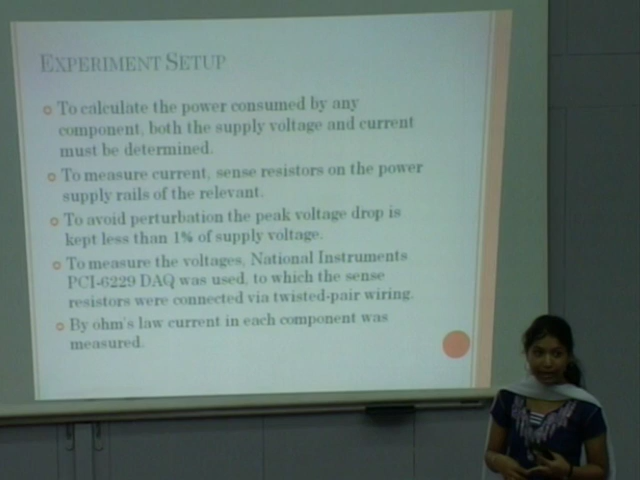 EXPERIMENT SETUP
To calculate the power consumed by any
component, both the supply voltage and current
must be determined.
To measure current, sense resistors on the power
supply rails of the relevant.
To avoid perturbation the peak voltage drop is
kept less than 1% of supply voltage.
To measure the voltages, National Instruments
PCI-6229 DAQ was used, to which the sense
resistors were connected via twisted-pair wiring.
By ohm's law current in each component was
measured.